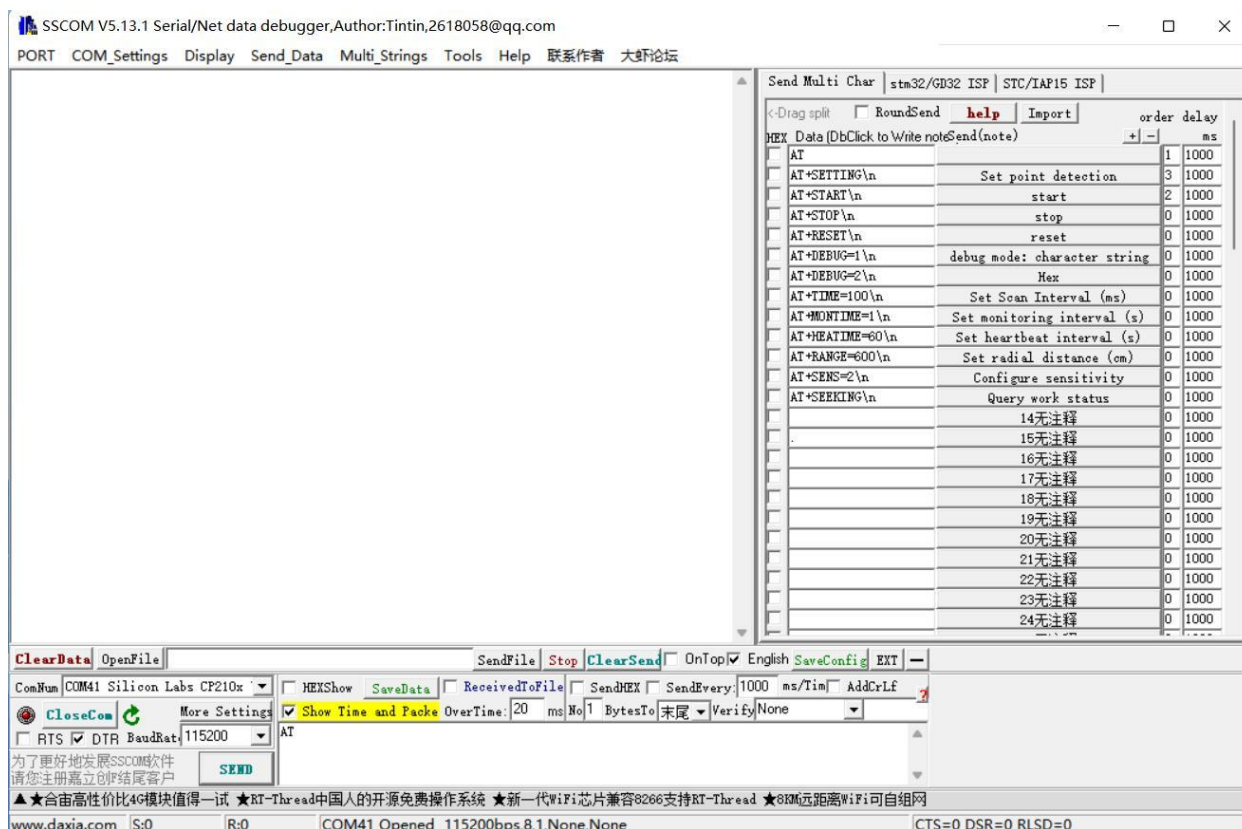 SSCOM V5.13.1 Serial/Net data debugger,Author:Tintin,2618058@qq.com
PORT COM_Settings Display Send_Data Multi_Strings Tools Help 联系作者 大虾论坛
Send Multi Char stm32/GD32 ISP STC/IAP15 ISP
<-Drag split RoundSend help Import order delay
HEX Data (DbClick to Write note Send(note) + - ms
AT 1 1000
AT+SETTING\n Set point detection 3 1000
AT+START\n start 2 1000
AT+STOP\n stop 0 1000
AT+RESET\n reset 0 1000
AT+DEBUG=1\n debug mode: character string 0 1000
AT+DEBUG=2\n Hex 0 1000
AT+TIME=100\n Set Scan Interval (ms) 0 1000
AT+MONTIME=1\n Set monitoring interval (s) 0 1000
AT+HEATIME=60\n Set heartbeat interval (s) 0 1000
AT+RANGE=600\n Set radial distance (cm) 0 1000
AT+SENS=2\n Configure sensitivity 0 1000
AT+SEEKING\n Query work status 0 1000
14无注释 0 1000
. 15无注释 0 1000
16无注释 0 1000
17无注释 0 1000
18无注释 0 1000
19无注释 0 1000
20无注释 0 1000
21无注释 0 1000
22无注释 0 1000
23无注释 0 1000
24无注释 0 1000
ClearData OpenFile SendFile Stop ClearSend OnTop English SaveConfig EXT —
ComNum COM41 Silicon Labs CP210x HEXShow SaveData ReceivedToFile SendHEX SendEvery: 1000 ms/Tim AddCrLf ?
CloseCom More Settings Show Time and Packe OverTime: 20 ms No 1 BytesTo 末尾 Verify None
RTS DTR BaudRat 115200 AT
为了更好地发展SSCOM软件
请您注册嘉立创F结尾客户 SEND
▲★合宙高性价比4G模块值得一试 ★RT-Thread中国人的开源免费操作系统 ★新一代WiFi芯片兼容8266支持RT-Thread ★8KM远距离WiFi可自组网
www.daxia.com S:0 R:0 COM41 Opened 115200bps,8,1,None,None CTS=0 DSR=0 RLSD=0